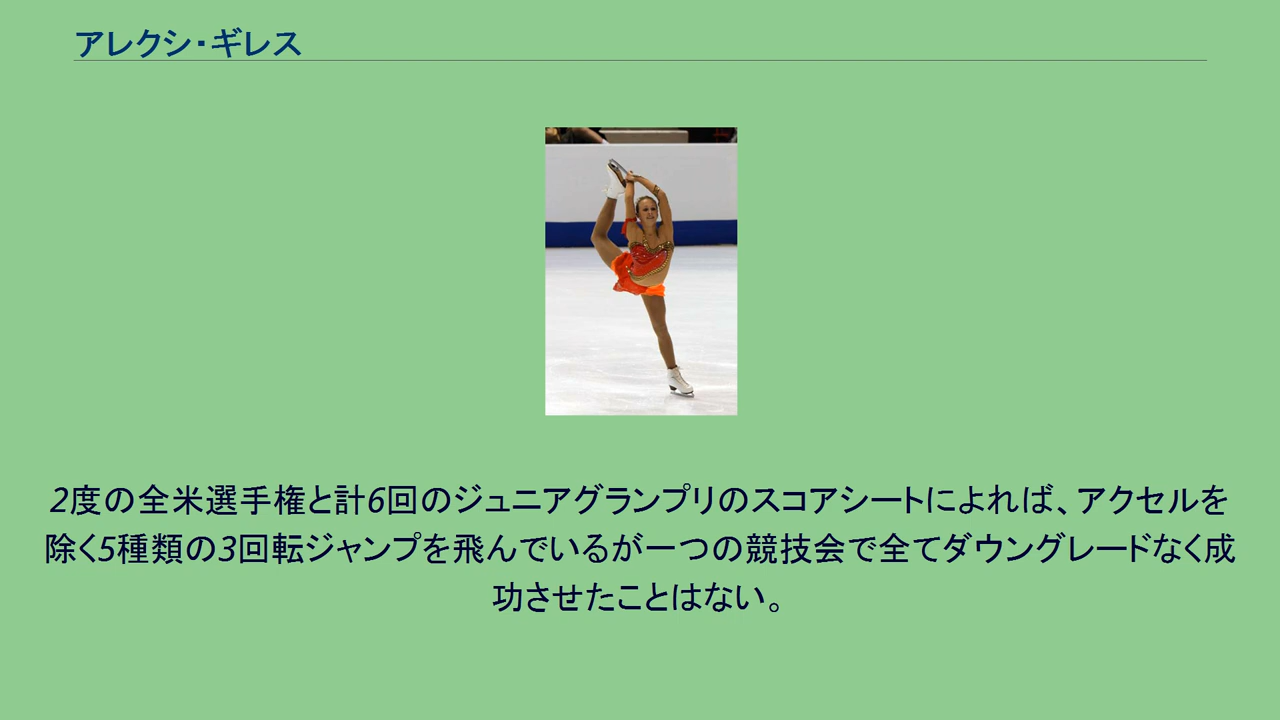 アレクシ・ギレス
2度の全米選手権と計6回のジュニアグランプリのスコアシートによれば、アクセルを
除く5種類の3回転ジャンプを飛んでいるが一つの競技会で全てダウングレードなく成
功させたことはない。